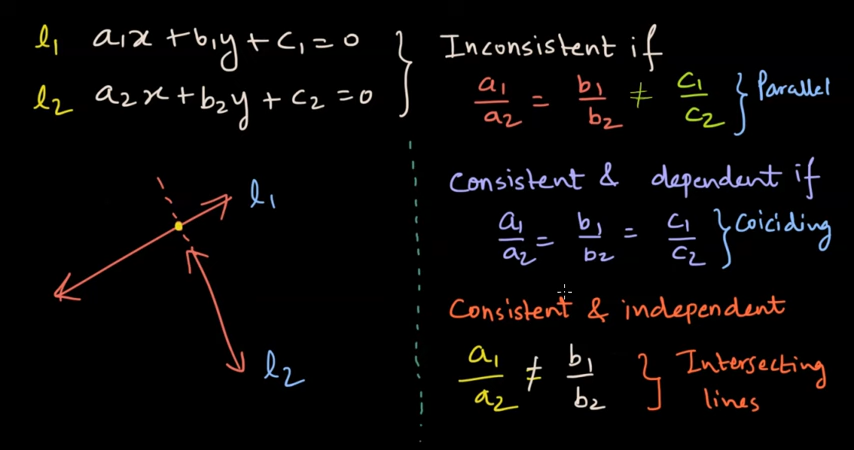 l₁ a₁x + b₁y + c₁ = 0
l₂ a₂x + b₂y + c₂ = 0
l₁
l₂
Inconsistent if
a₁/a₂ = b₁/b₂ ≠ c₁/c₂ } Parallel
Consistent & dependent if
a₁/a₂ = b₁/b₂ = c₁/c₂ } Coiciding
Consistent & independent
a₁/a₂ ≠ b₁/b₂ } Intersecting
lines